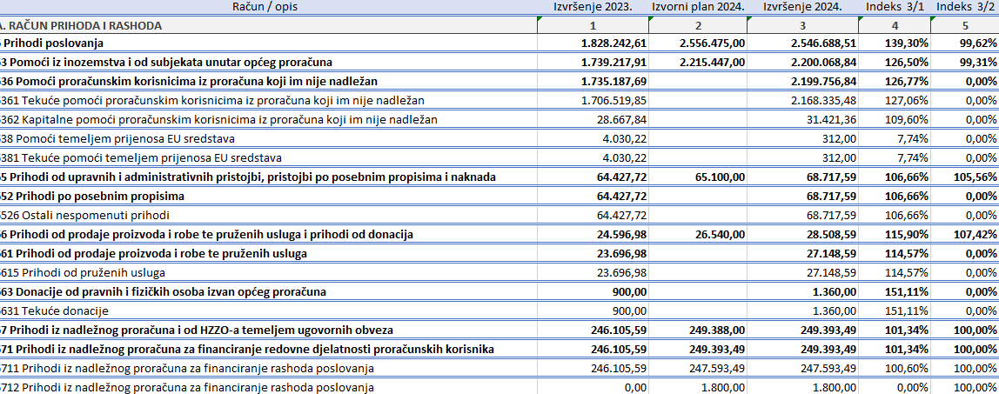 Račun / opis Izvršenje 2023. Izvorni plan 2024. Izvršenje 2024. Indeks 3/1 Indeks 3/2
A. RAČUN PRIHODA I RASHODA 1 2 3 4 5
6 Prihodi poslovanja 1.828.242,61 2.556.475,00 2.546.688,51 139,30% 99,62%
63 Pomoći iz inozemstva i od subjekata unutar općeg proračuna 1.739.217,91 2.215.447,00 2.200.068,84 126,50% 99,31%
636 Pomoći proračunskim korisnicima iz proračuna koji im nije nadležan 1.735.187,69 2.199.756,84 126,77% 0,00%
6361 Tekuće pomoći proračunskim korisnicima iz proračuna koji im nije nadležan 1.706.519,85 2.168.335,48 127,06% 0,00%
6362 Kapitalne pomoći proračunskim korisnicima iz proračuna koji im nije nadležan 28.667,84 31.421,36 109,60% 0,00%
638 Pomoći temeljem prijenosa EU sredstava 4.030,22 312,00 7,74% 0,00%
6381 Tekuće pomoći temeljem prijenosa EU sredstava 4.030,22 312,00 7,74% 0,00%
65 Prihodi od upravnih i administrativnih pristojbi, pristojbi po posebnim propisima i naknada 64.427,72 65.100,00 68.717,59 106,66% 105,56%
652 Prihodi po posebnim propisima 64.427,72 68.717,59 106,66% 0,00%
6526 Ostali nespomenuti prihodi 64.427,72 68.717,59 106,66% 0,00%
66 Prihodi od prodaje proizvoda i robe te pruženih usluga i prihodi od donacija 24.596,98 26.540,00 28.508,59 115,90% 107,42%
661 Prihodi od prodaje proizvoda i robe te pruženih usluga 23.696,98 27.148,59 114,57% 0,00%
6615 Prihodi od pruženih usluga 23.696,98 27.148,59 114,57% 0,00%
663 Donacije od pravnih i fizičkih osoba izvan općeg proračuna 900,00 1.360,00 151,11% 0,00%
6631 Tekuće donacije 900,00 1.360,00 151,11% 0,00%
67 Prihodi iz nadležnog proračuna i od HZZO-a temeljem ugovornih obveza 246.105,59 249.388,00 249.393,49 101,34% 100,00%
671 Prihodi iz nadležnog proračuna za financiranje redovne djelatnosti proračunskih korisnika 246.105,59 249.393,49 249.393,49 101,34% 100,00%
6711 Prihodi iz nadležnog proračuna za financiranje rashoda poslovanja 246.105,59 247.593,49 247.593,49 100,60% 100,00%
6712 Prihodi iz nadležnog proračuna za financiranje rashoda poslovanja 0,00 1.800,00 1.800,00 0,00% 100,00%